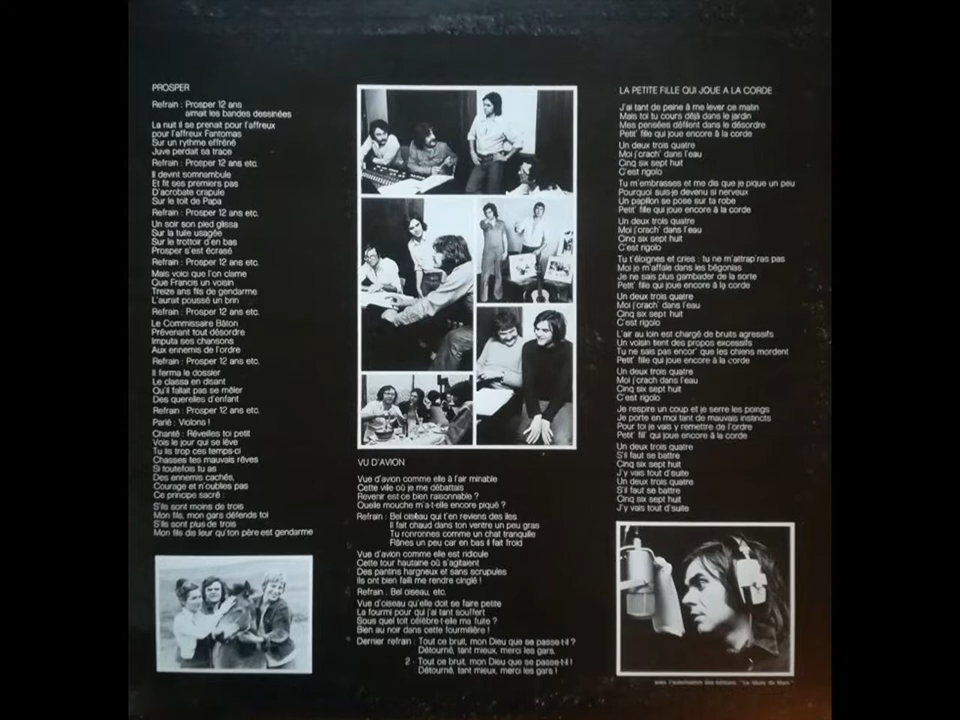 PROSPER
Refrain : Prosper 12 ans
aimait les bandes dessinées
La nuit il se prenait pour l'affreux
pour l'affreux Fantomas
Sur un rythme effréné
Juve perdait sa trace
Refrain : Prosper 12 ans etc.
Il devint somnambule
Et fit ses premiers pas
D'acrobate crapule
Sur le toit de Papa
Refrain : Prosper 12 ans etc.
Un soir son pied glissa
Sur la tuile usagée
Sur le trottoir d'en bas
Prosper s'est écrasé
Refrain : Prosper 12 ans etc.
Mais voici que l'on clame
Que Francis un voisin
Treize ans fils de gendarme
L'aurait poussé un brin
Refrain : Prosper 12 ans etc.
Le Commissaire Bâton
Prévenant tout désordre
Imputa ses chansons
Aux ennemis de l'ordre
Refrain : Prosper 12 ans etc.
Il ferma le dossier
Le classa en disant
Qu'il fallait pas se mêler
Des querelles d'enfant
Refrain : Prosper 12 ans etc.
Parlé : Violons !
Chanté : Réveilles toi petit
Vois le jour qui se lève
Tu lis trop ces temps-ci
Chasses tes mauvais rêves
Si toutefois tu as
Des ennemis cachés,
Courage et n'oublies pas
Ce principe sacré :
S'ils sont moins de trois
Mon fils, mon gars défends toi
S'ils sont plus de trois
Mon fils dis leur qu'ton père est gendarme
VU D'AVION
Vue d'avion comme elle à l'air minable
Cette ville où je me débattais
Revenir est ce bien raisonnable ?
Quelle mouche m'a-t-elle encore piqué ?
Refrain : Bel oiseau qui t'en reviens des îles
Il fait chaud dans ton ventre un peu gras
Tu ronronnes comme un chat tranquille
Flânes un peu car en bas il fait froid
Vue d'avion comme elle est ridicule
Cette tour hautaine où s'agitaient
Des pantins hargneux et sans scrupules
Ils ont bien failli me rendre cinglé !
Refrain : Bel oiseau, etc.
Vue d'oiseau qu'elle doit se faire petite
La fourmi pour qui j'ai tant souffert
Sous quel toit célèbre-t-elle ma fuite ?
Bien au noir dans cette fourmilière !
Dernier refrain : Tout ce bruit, mon Dieu que se passe-t-il ?
Détourné, tant mieux, merci les gars.
2 - Tout ce bruit, mon Dieu que se passe-t-il !
Détourné, tant mieux, merci les gars !
LA PETITE FILLE QUI JOUE A LA CORDE
J'ai tant de peine à me lever ce matin
Mais toi tu cours déjà dans le jardin
Mes pensées défilent dans le désordre
Petit' fille qui joue encore à la corde
Un deux trois quatre
Moi j'crach' dans l'eau
Cinq six sept huit
C'est rigolo
Tu m'embrasses et me dis que je pique un peu
Pourquoi suis-je devenu si nerveux
Un papillon se pose sur ta robe
Petit' fille qui joue encore à la corde
Un deux trois quatre
Moi j'crach' dans l'eau
Cinq six sept huit
C'est rigolo
Tu t'éloignes et cries : tu ne m'attrap'ras pas
Moi je m'affale dans les bégonias
Je ne sais plus gambader de la sorte
Petit' fille qui joue encore à la corde
Un deux trois quatre
Moi j'crach' dans l'eau
Cinq six sept huit
C'est rigolo
L'air au loin est chargé de bruits agressifs
Un voisin tient des propos excessifs
Tu ne sais pas encor' que les chiens mordent
Petit' fille qui joue encore à la corde
Un deux trois quatre
Moi j'crach dans l'eau
Cinq six sept huit
C'est rigolo
Je respire un coup et je serre les poings
Je porte en moi tant de mauvais instincts
Pour toi je vais y remettre de l'ordre
Petit' fill' qui joue encore à la corde
Un deux trois quatre
S'il faut se battre
Cinq six sept huit
J'y vais tout d'suite
Un deux trois quatre
S'il faut se battre
Cinq six sept huit
J'y vais tout d'suite
avec l'autorisation des éditions "Le